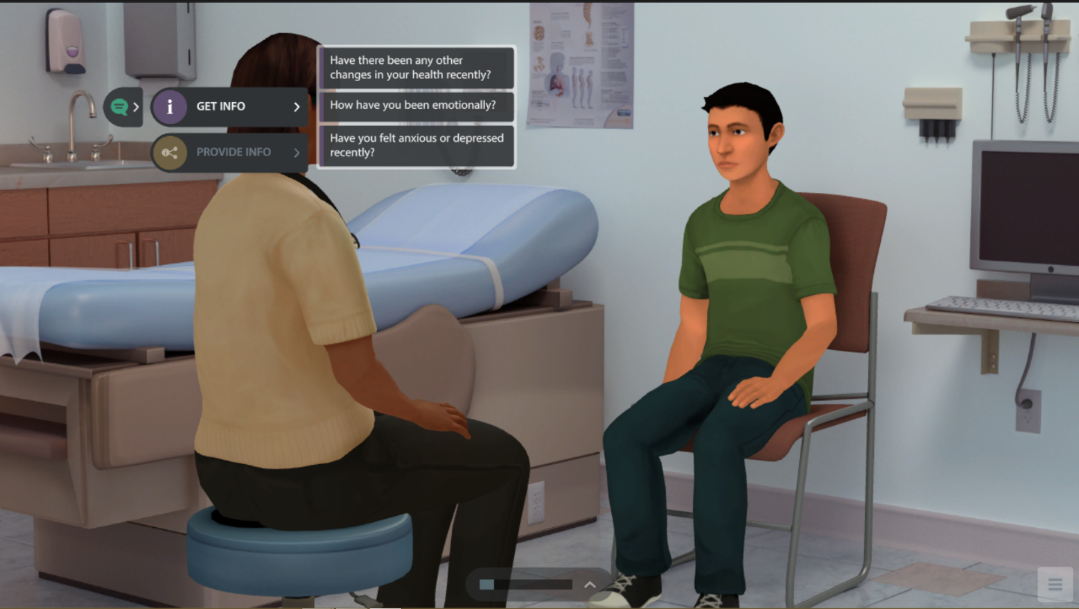 Have there been any other
changes in your health recently?
GET INFO
How have you been emotionally?
Have you felt anxious or depressed
recently?
PROVIDE INFO